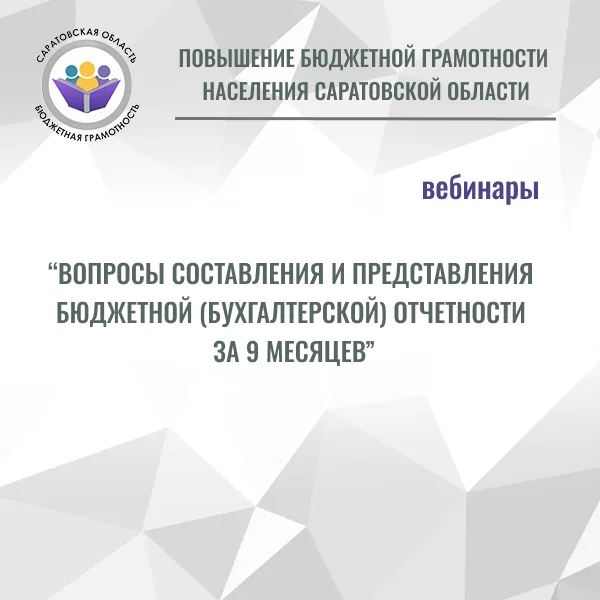 САРАТОВСКАЯ ОБЛАСТЬ
БЮДЖЕТНАЯ ГРАМОТНОСТЬ
ПОВЫШЕНИЕ БЮДЖЕТНОЙ ГРАМОТНОСТИ
НАСЕЛЕНИЯ САРАТОВСКОЙ ОБЛАСТИ
вебинары
“ВОПРОСЫ СОСТАВЛЕНИЯ И ПРЕДСТАВЛЕНИЯ
БЮДЖЕТНОЙ (БУХГАЛТЕРСКОЙ) ОТЧЕТНОСТИ
ЗА 9 МЕСЯЦЕВ”